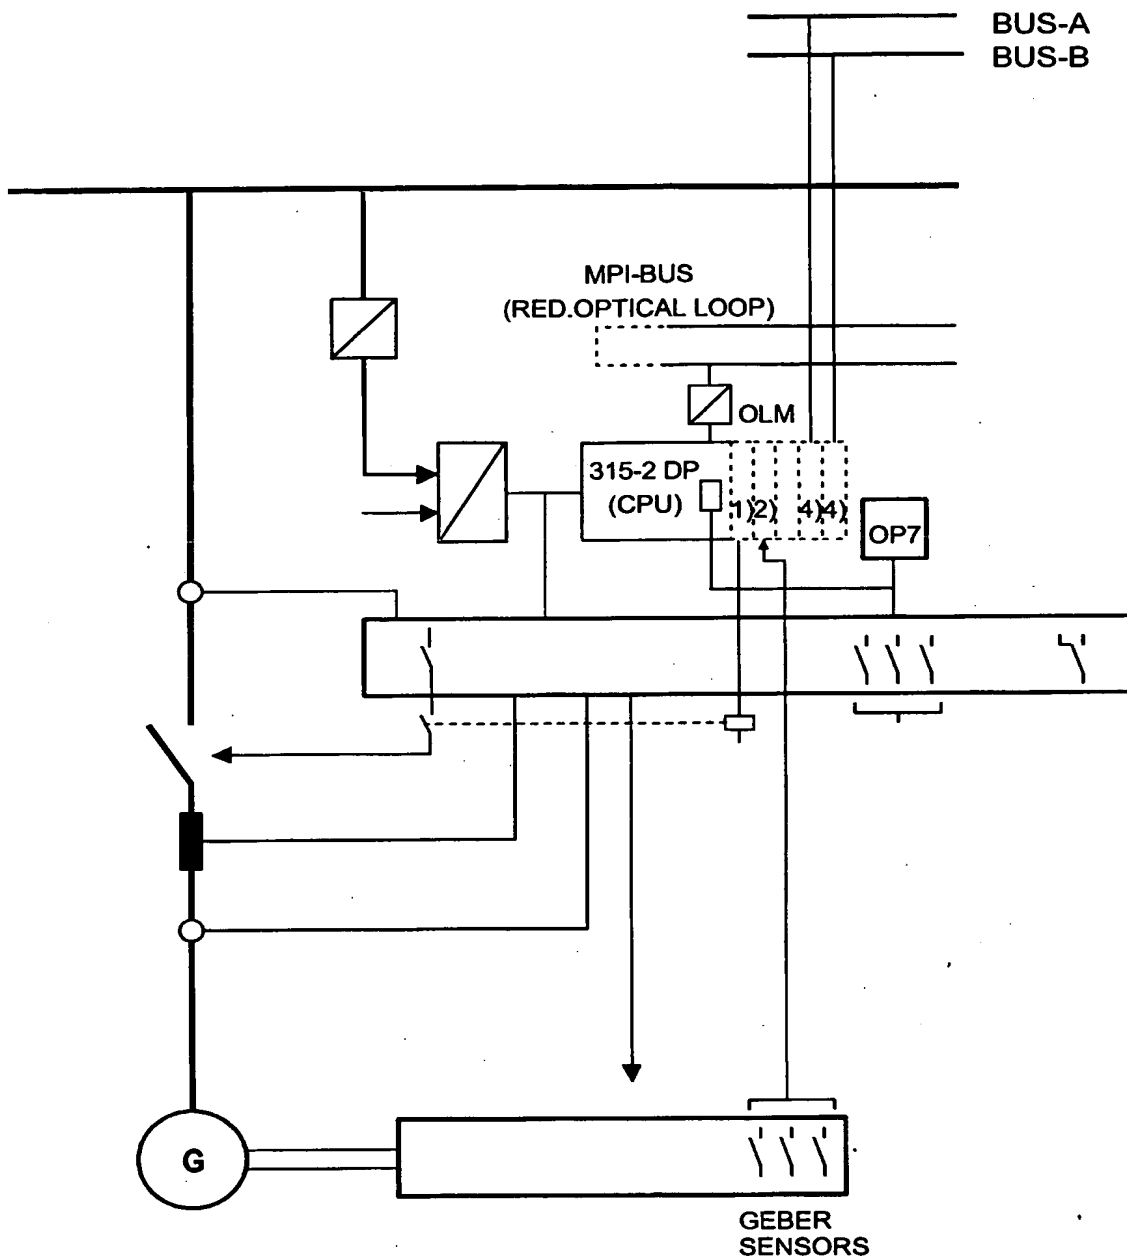 BUS-A
BUS-B
MPI-BUS
(RED.OPTICAL LOOP)
OLM
315-2 DP
(CPU)
1)2) 4)4)
OP7
G
GEBER
SENSORS